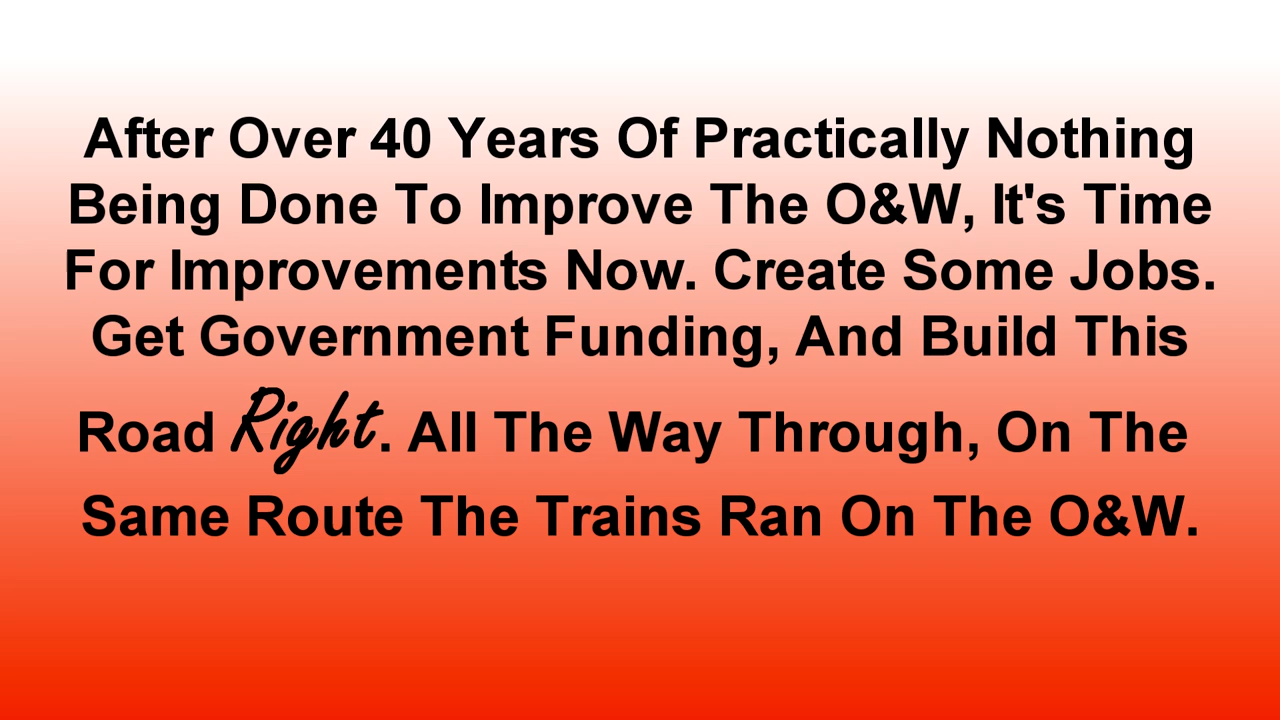 After Over 40 Years Of Practically Nothing
Being Done To Improve The O&W, It's Time
For Improvements Now. Create Some Jobs.
Get Government Funding, And Build This
Road Right. All The Way Through, On The
Same Route The Trains Ran On The O&W.